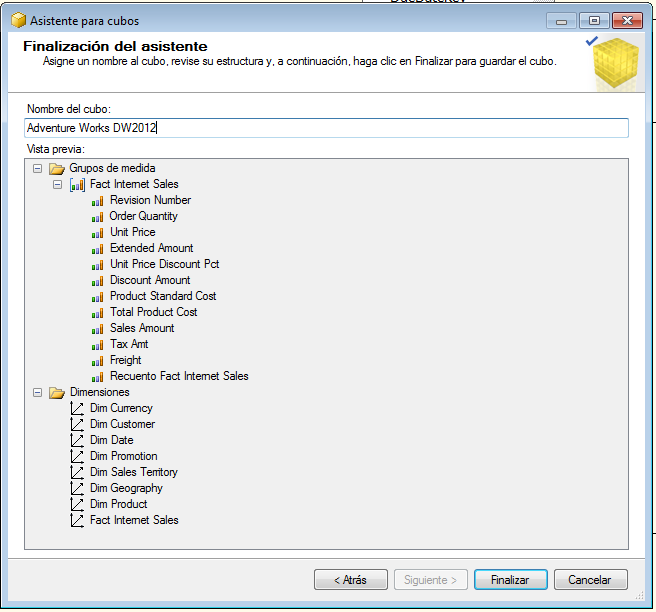 DueDateKey
Asistente para cubos
Finalización del asistente
Asigne un nombre al cubo, revise su estructura y, a continuación, haga clic en Finalizar para guardar el cubo.
Nombre del cubo:
Adventure Works DW2012
Vista previa:
Grupos de medida
Fact Internet Sales
Revision Number
Order Quantity
Unit Price
Extended Amount
Unit Price Discount Pct
Discount Amount
Product Standard Cost
Total Product Cost
Sales Amount
Tax Amt
Freight
Recuento Fact Internet Sales
Dimensiones
Dim Currency
Dim Customer
Dim Date
Dim Promotion
Dim Sales Territory
Dim Geography
Dim Product
Fact Internet Sales
< Atrás Siguiente > Finalizar Cancelar